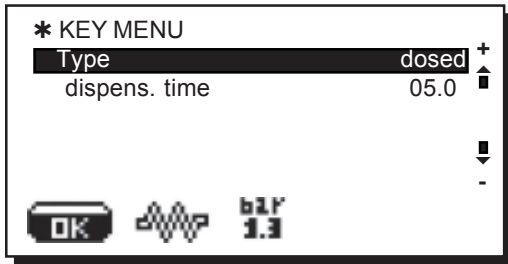 ✱ KEY MENU
Type dosed +
dispens. time 05.0
-
OK bar
1.3